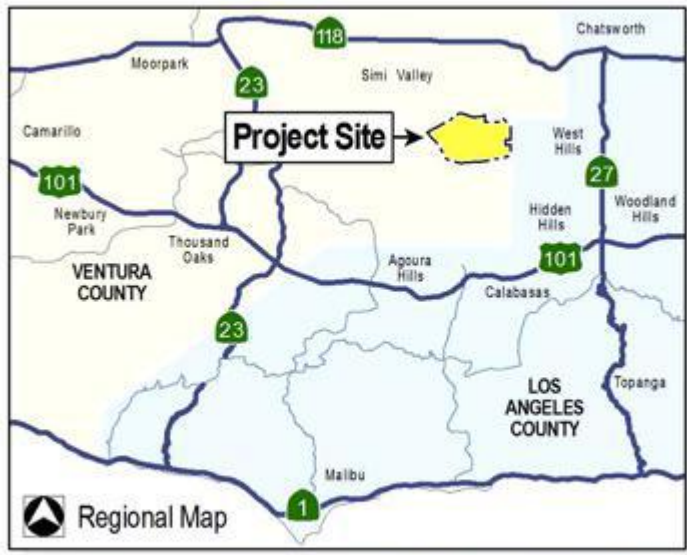 118
Chatsworth
Moorpark
Simi Valley
23
Camarillo
Project Site
West
Hills
101
27
Newbury
Park
Hidden
Hills
Woodland
Hills
Thousand
Oaks
Agoura
Hills
101
VENTURA
COUNTY
Calabasas
23
LOS
ANGELES
COUNTY
Topanga
Malibu
1
Regional Map